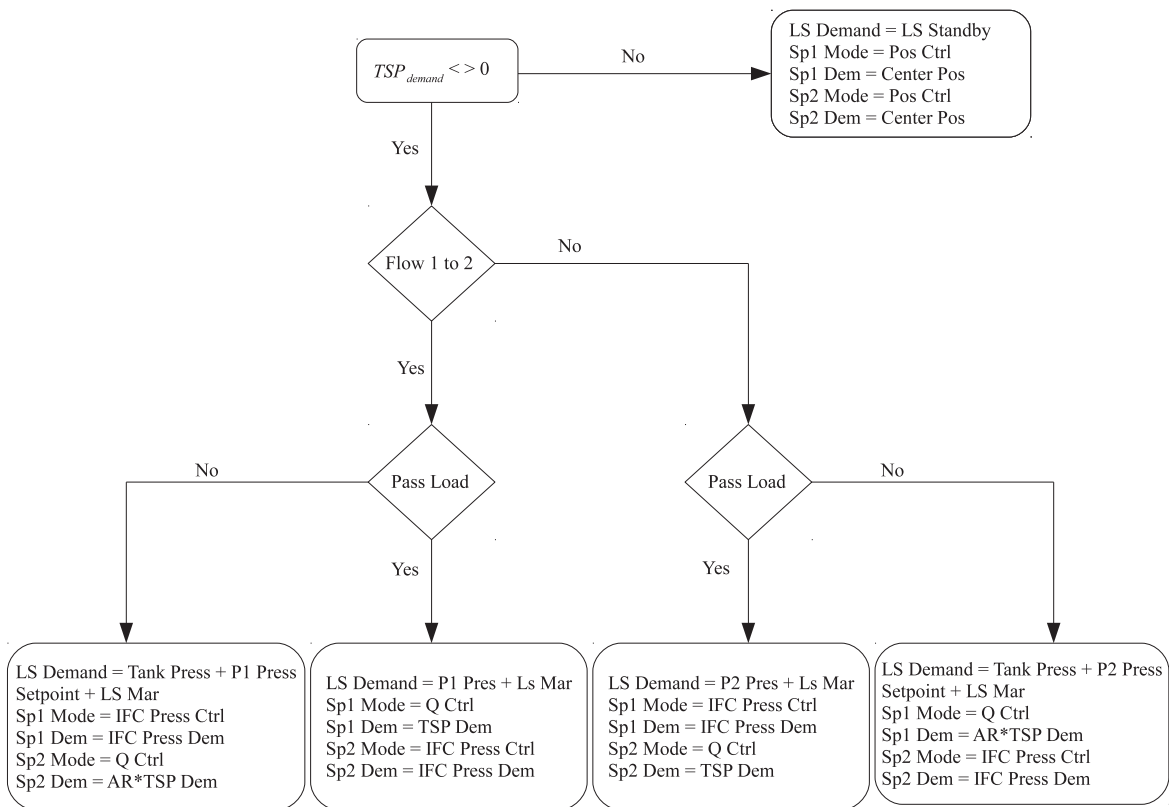 TSP demand < > 0
No
LS Demand = LS Standby
Sp1 Mode = Pos Ctrl
Sp1 Dem = Center Pos
Sp2 Mode = Pos Ctrl
Sp2 Dem = Center Pos
Yes
Flow 1 to 2
No
Yes
Pass Load
No
Yes
Pass Load
No
Yes
LS Demand = Tank Press + P1 Press
Setpoint + LS Mar
Sp1 Mode = IFC Press Ctrl
Sp1 Dem = IFC Press Dem
Sp2 Mode = Q Ctrl
Sp2 Dem = AR*TSP Dem
LS Demand = P1 Pres + Ls Mar
Sp1 Mode = Q Ctrl
Sp1 Dem = TSP Dem
Sp2 Mode = IFC Press Ctrl
Sp2 Dem = IFC Press Dem
LS Demand = P2 Pres + Ls Mar
Sp1 Mode = IFC Press Ctrl
Sp1 Dem = IFC Press Dem
Sp2 Mode = Q Ctrl
Sp2 Dem = TSP Dem
LS Demand = Tank Press + P2 Press
Setpoint + LS Mar
Sp1 Mode = Q Ctrl
Sp1 Dem = AR*TSP Dem
Sp2 Mode = IFC Press Ctrl
Sp2 Dem = IFC Press Dem